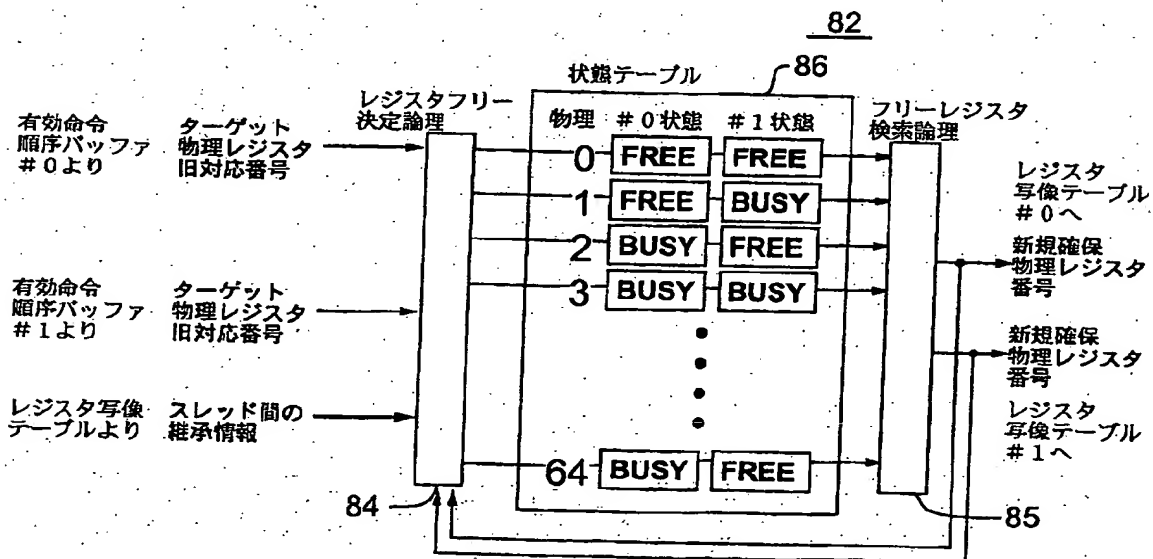 82
状態テーブル
86
レジスタフリー
決定論理
物理 #0状態 #1状態
フリーレジスタ
検索論理
有効命令
順序バッファ
#0より
ターゲット
物理レジスタ
旧対応番号
0 FREE FREE
1 FREE BUSY
2 BUSY FREE
3 BUSY BUSY
64 BUSY FREE
レジスタ
写像テーブル
#0へ
新規確保
物理レジスタ
番号
有効命令
順序バッファ
#1より
ターゲット
物理レジスタ
旧対応番号
新規確保
物理レジスタ
番号
レジスタ
写像テーブル
#1へ
レジスタ写像
テーブルより
スレッド間の
継承情報
84
85